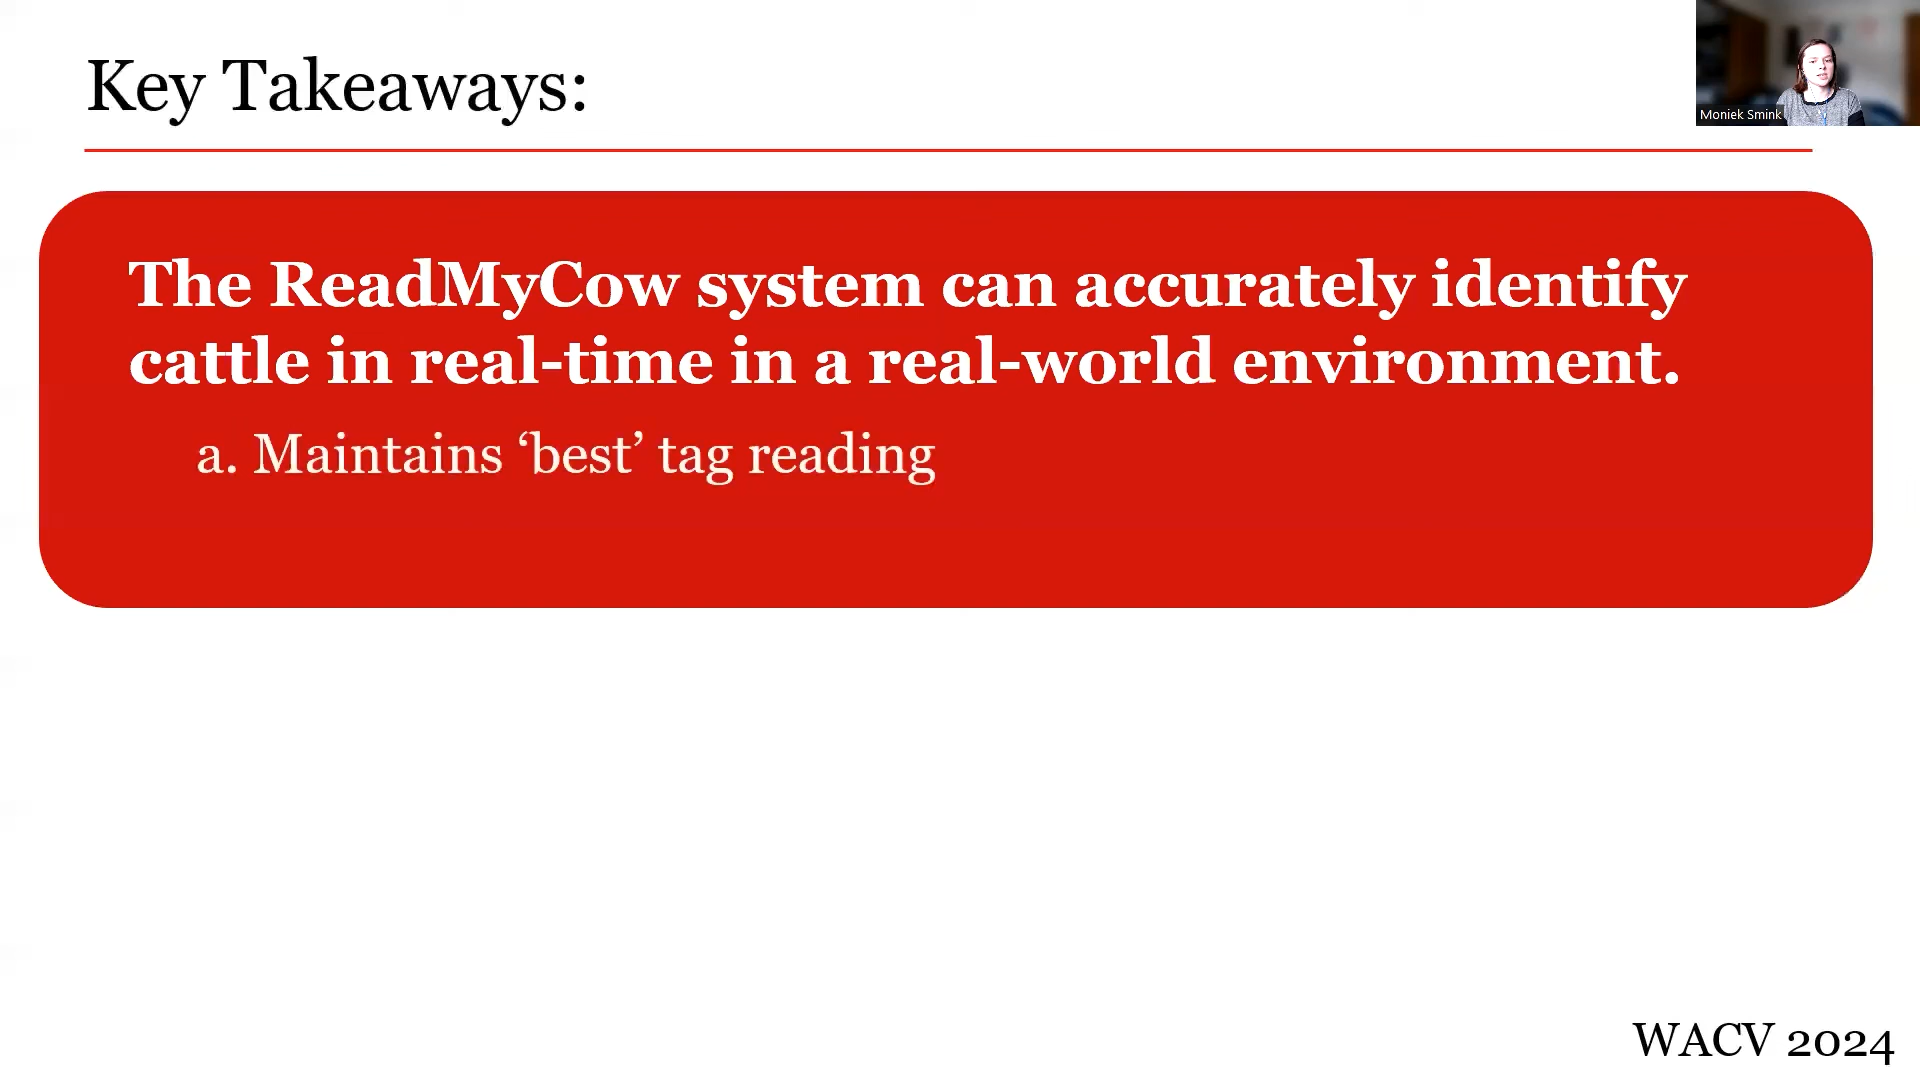 Key Takeaways:
Moniek Smink
The ReadMyCow system can accurately identify
cattle in real-time in a real-world environment.
a. Maintains ‘best’ tag reading
WACV 2024